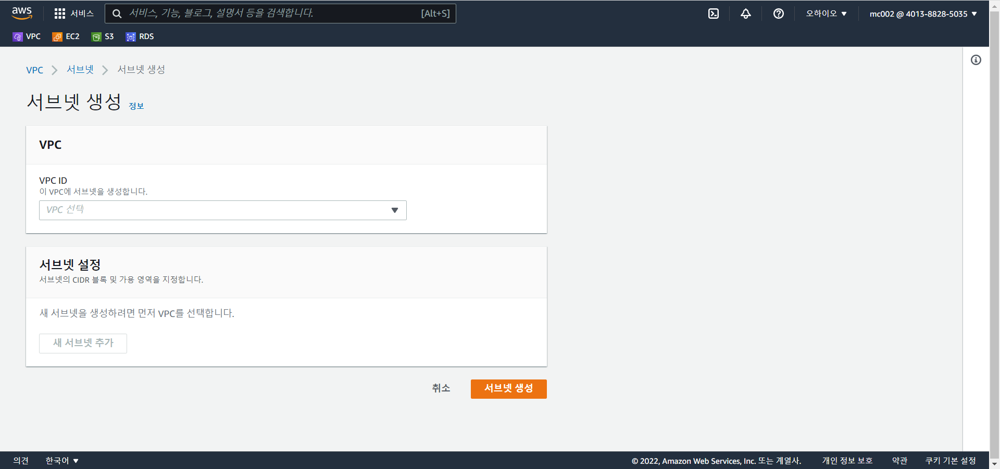 aws 서비스 서비스, 기능, 블로그, 설명서 등을 검색합니다. [Alt+S] 오하이오 ▼ mc002 @ 4013-8828-5035 ▼
VPC EC2 S3 RDS
VPC > 서브넷 > 서브넷 생성
서브넷 생성 정보
VPC
VPC ID
이 VPC에 서브넷을 생성합니다.
VPC 선택
서브넷 설정
서브넷의 CIDR 블록 및 가용 영역을 지정합니다.
새 서브넷을 생성하려면 먼저 VPC를 선택합니다.
새 서브넷 추가
취소 서브넷 생성
의견 한국어 ▼ © 2022, Amazon Web Services, Inc. 또는 계열사. 개인 정보 보호 약관 쿠키 기본 설정